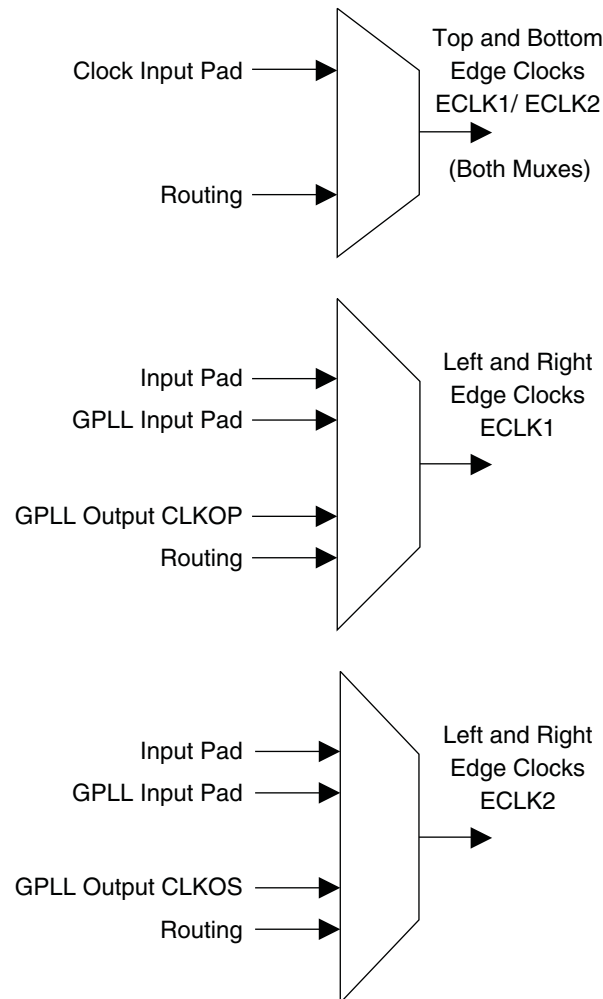 Clock Input Pad
Routing
Top and Bottom
Edge Clocks
ECLK1/ ECLK2
(Both Muxes)
Input Pad
GPLL Input Pad
GPLL Output CLKOP
Routing
Left and Right
Edge Clocks
ECLK1
Input Pad
GPLL Input Pad
GPLL Output CLKOS
Routing
Left and Right
Edge Clocks
ECLK2